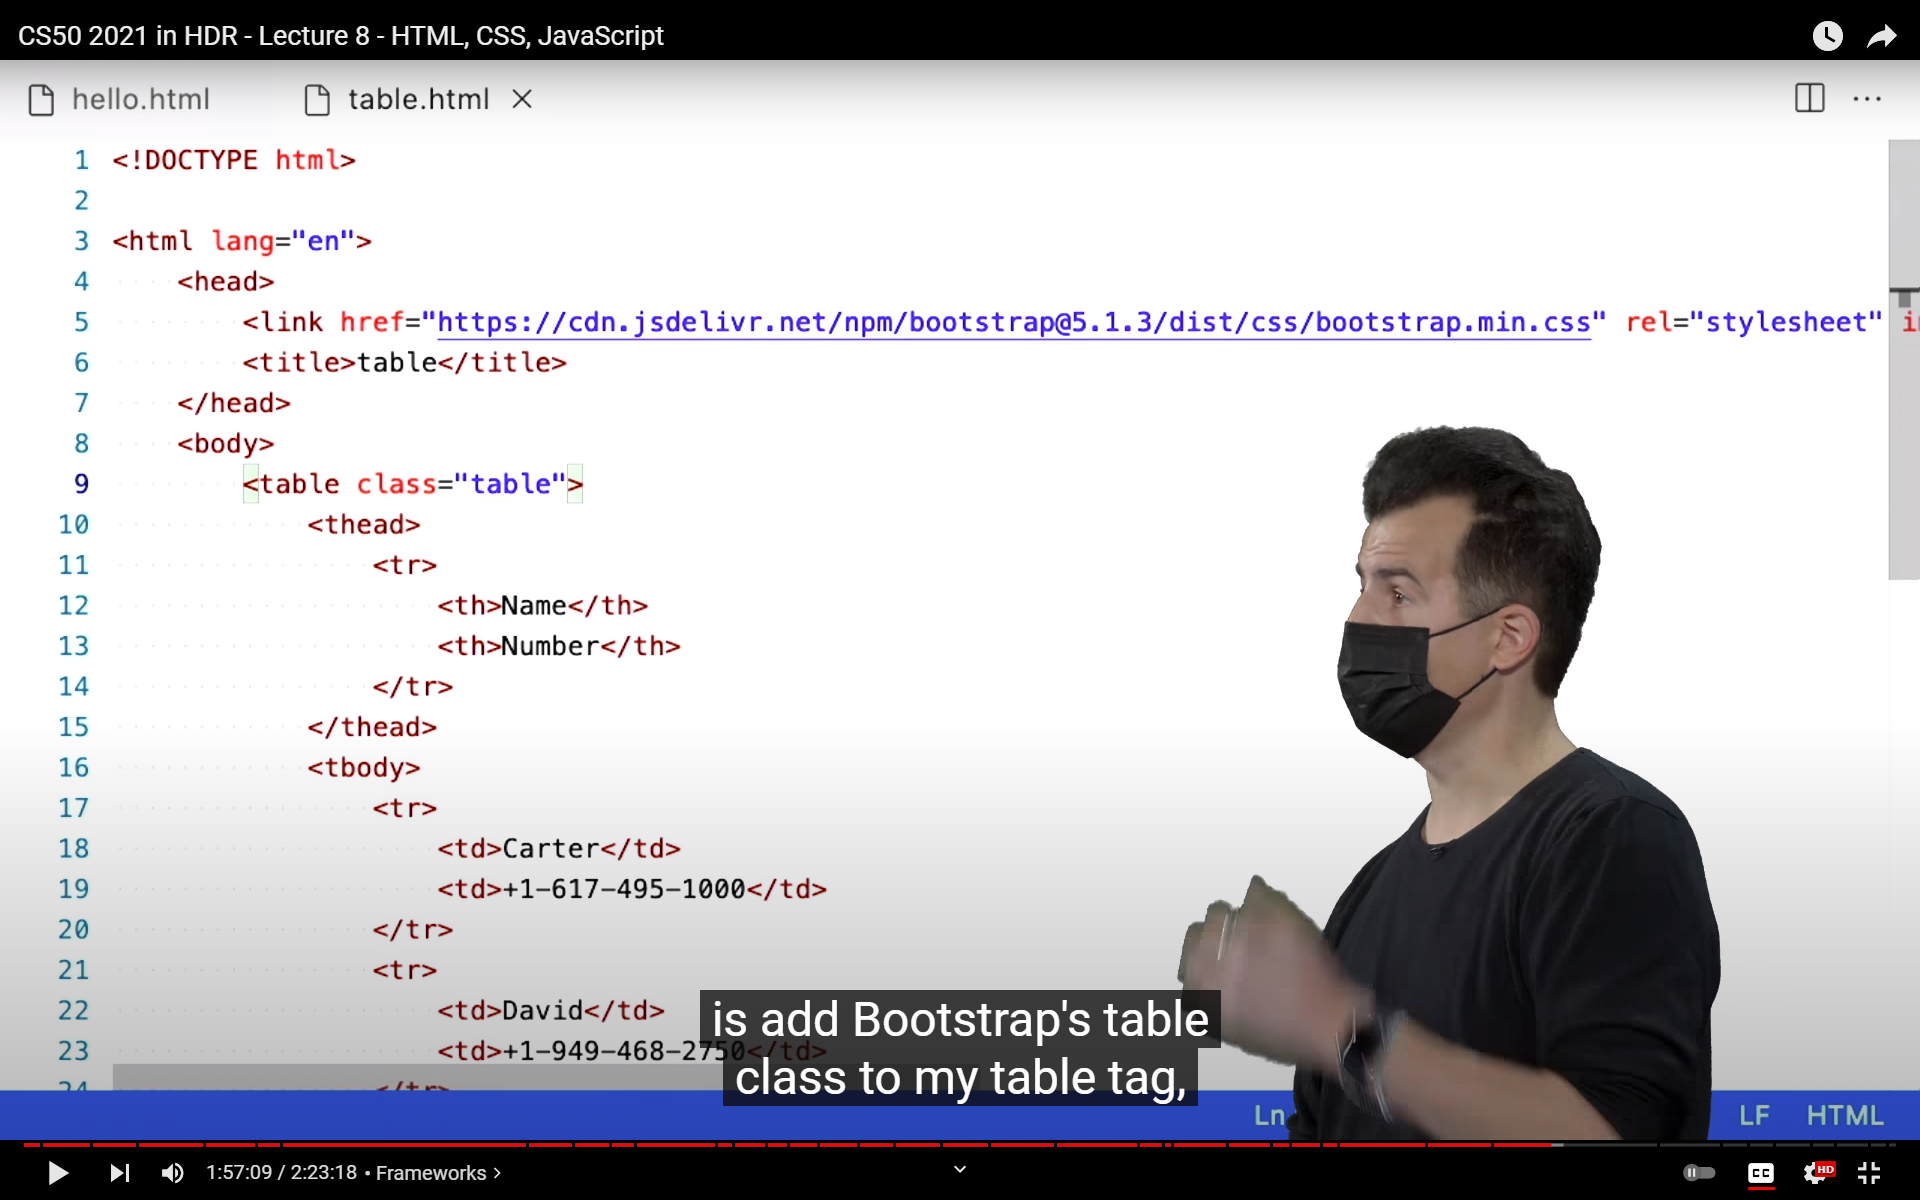 CS50 2021 in HDR - Lecture 8 - HTML, CSS, JavaScript
hello.html table.html
1 <!DOCTYPE html>
2
3 <html lang="en">
4 <head>
5 <link href="https://cdn.jsdelivr.net/npm/bootstrap@5.1.3/dist/css/bootstrap.min.css" rel="stylesheet"
6 <title>table</title>
7 </head>
8 <body>
9 <table class="table">
10 <thead>
11 <tr>
12 <th>Name</th>
13 <th>Number</th>
14 </tr>
15 </thead>
16 <tbody>
17 <tr>
18 <td>Carter</td>
19 <td>+1-617-495-1000</td>
20 </tr>
21 <tr>
22 <td>David</td>
23 <td>+1-949-468-2750</td>
24 </tr>
is add Bootstrap's table
class to my table tag,
Ln LF HTML
1:57:09 / 2:23:18 • Frameworks ›
CC HD